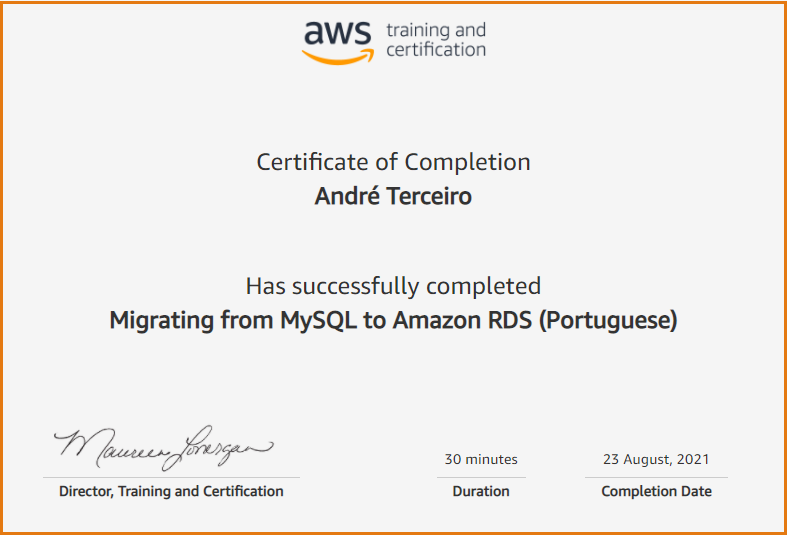 aws training and
certification
Certificate of Completion
André Terceiro
Has successfully completed
Migrating from MySQL to Amazon RDS (Portuguese)
Maureen Lonergan
30 minutes
23 August, 2021
Director, Training and Certification
Duration
Completion Date